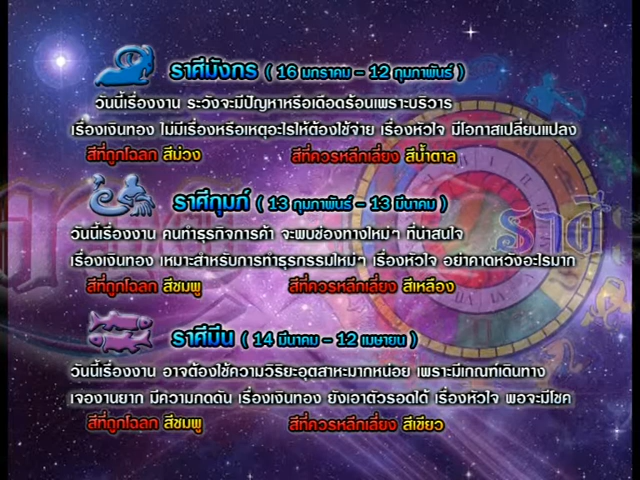 ราศีมังกร ( 16 มกราคม – 12 กุมภาพันธ์ )
วันนี้เรื่องงาน ระวังจะมีปัญหาหรือเดือดร้อนเพราะบริวาร
เรื่องเงินทอง ไม่มีเรื่องหรือเหตุอะไรให้ต้องใช้จ่าย เรื่องหัวใจ มีโอกาสเปลี่ยนแปลง
สีที่ถูกโฉลก สีม่วง สีที่ควรหลีกเลี่ยง สีน้ำตาล
ราศีกุมภ์ ( 13 กุมภาพันธ์ – 13 มีนาคม )
วันนี้เรื่องงาน คนทำธุรกิจการค้า จะพบช่องทางใหม่ๆ ที่น่าสนใจ
เรื่องเงินทอง เหมาะสำหรับการทำธุรกรรมใหม่ๆ เรื่องหัวใจ อย่าคาดหวังอะไรมาก
สีที่ถูกโฉลก สีชมพู สีที่ควรหลีกเลี่ยง สีเหลือง
ราศีมีน ( 14 มีนาคม – 12 เมษายน )
วันนี้เรื่องงาน อาจต้องใช้ความวิริยะอุตสาหะมากหน่อย เพราะมีเกณฑ์เดินทาง
เจองานยาก มีความกดดัน เรื่องเงินทอง ยังเอาตัวรอดได้ เรื่องหัวใจ พอจะมีโชค
สีที่ถูกโฉลก สีชมพู สีที่ควรหลีกเลี่ยง สีเขียว
ราศี